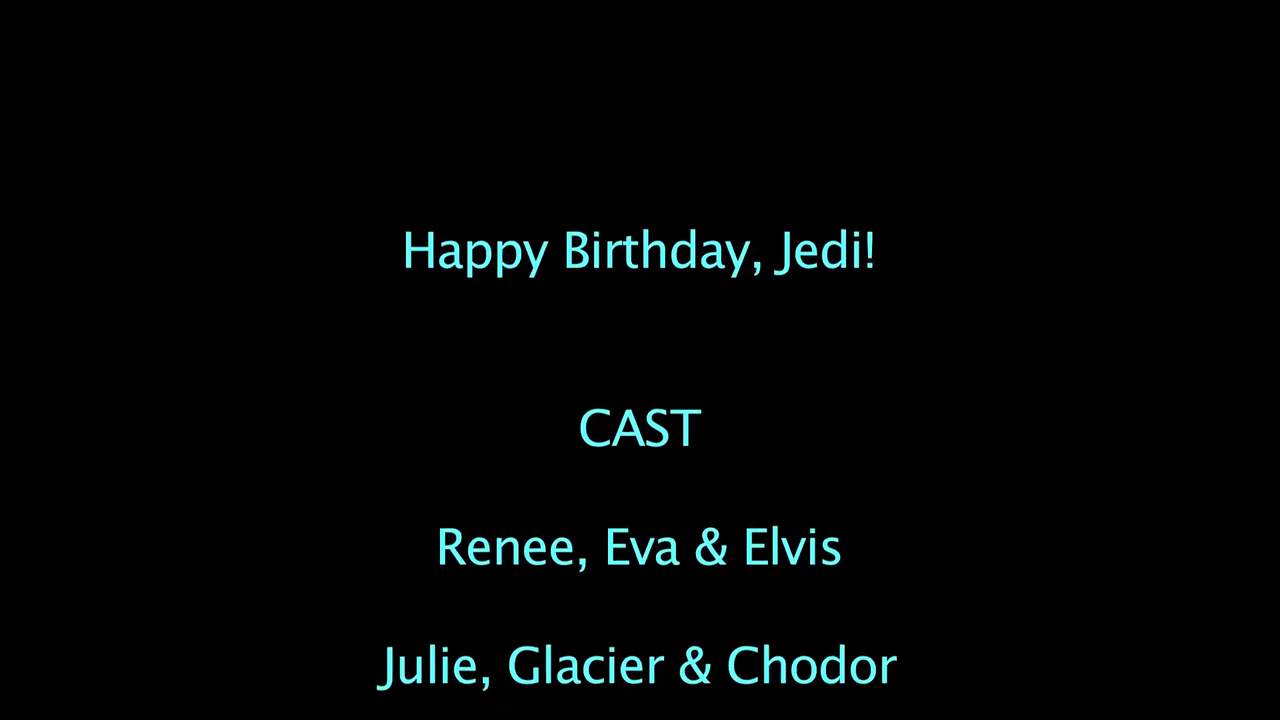 Happy Birthday, Jedi!
CAST
Renee, Eva & Elvis
Julie, Glacier & Chodor